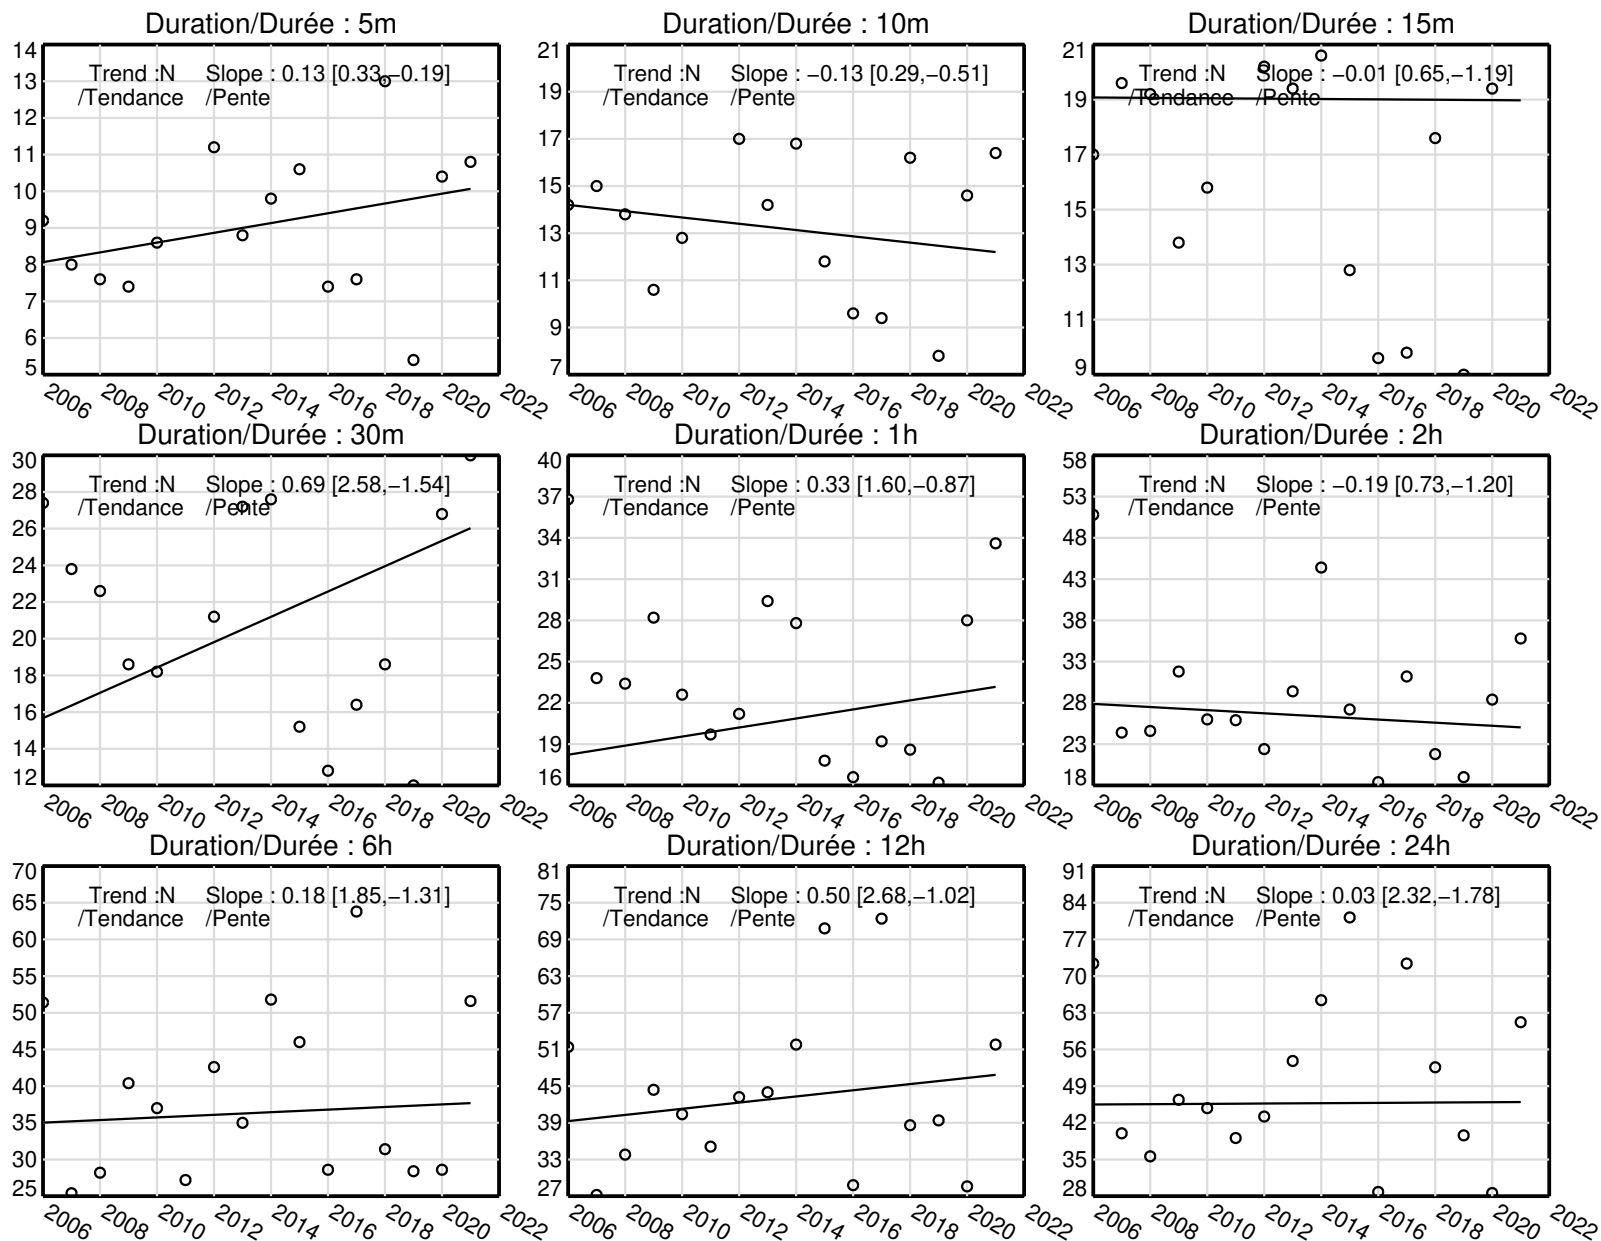 Duration/Durée : 5m
14
13
12
11
10
9
8
7
6
5
Trend :N Slope : 0.13 [0.33,−0.19]
/Tendance /Pente
2006 2008 2010 2012 2014 2016 2018 2020 2022
Duration/Durée : 10m
21
19
17
15
13
11
9
7
Trend :N Slope : −0.13 [0.29,−0.51]
/Tendance /Pente
2006 2008 2010 2012 2014 2016 2018 2020 2022
Duration/Durée : 15m
21
19
17
15
13
11
9
Trend :N Slope : −0.01 [0.65,−1.19]
/Tendance /Pente
2006 2008 2010 2012 2014 2016 2018 2020 2022
Duration/Durée : 30m
30
28
26
24
22
20
18
16
14
12
Trend :N Slope : 0.69 [2.58,−1.54]
/Tendance /Pente
2006 2008 2010 2012 2014 2016 2018 2020 2022
Duration/Durée : 1h
40
37
34
31
28
25
22
19
16
Trend :N Slope : 0.33 [1.60,−0.87]
/Tendance /Pente
2006 2008 2010 2012 2014 2016 2018 2020 2022
Duration/Durée : 2h
58
53
48
43
38
33
28
23
18
Trend :N Slope : −0.19 [0.73,−1.20]
/Tendance /Pente
2006 2008 2010 2012 2014 2016 2018 2020 2022
Duration/Durée : 6h
70
65
60
55
50
45
40
35
30
25
Trend :N Slope : 0.18 [1.85,−1.31]
/Tendance /Pente
2006 2008 2010 2012 2014 2016 2018 2020 2022
Duration/Durée : 12h
81
75
69
63
57
51
45
39
33
27
Trend :N Slope : 0.50 [2.68,−1.02]
/Tendance /Pente
2006 2008 2010 2012 2014 2016 2018 2020 2022
Duration/Durée : 24h
91
84
77
70
63
56
49
42
35
28
Trend :N Slope : 0.03 [2.32,−1.78]
/Tendance /Pente
2006 2008 2010 2012 2014 2016 2018 2020 2022